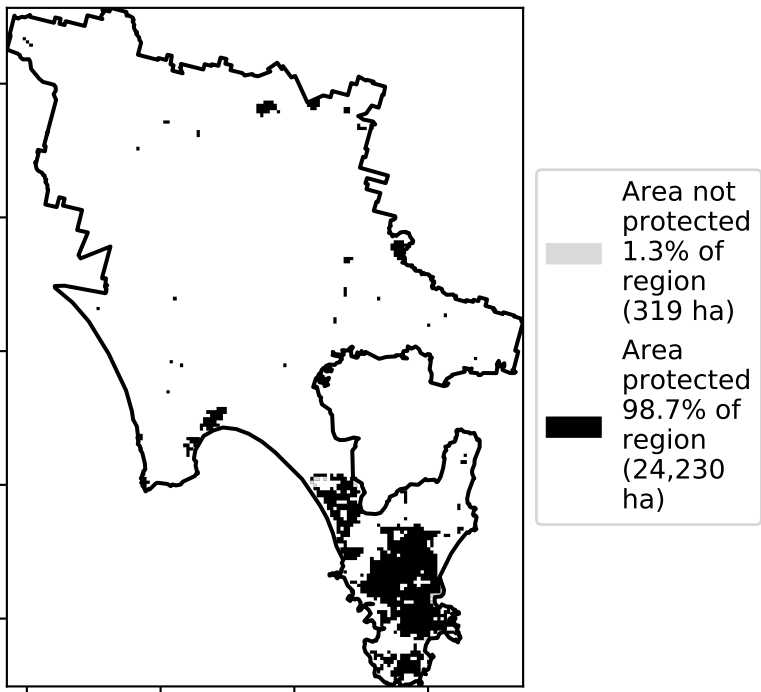 Area not
protected
1.3% of
region
(319 ha)
Area
protected
98.7% of
region
(24,230
ha)